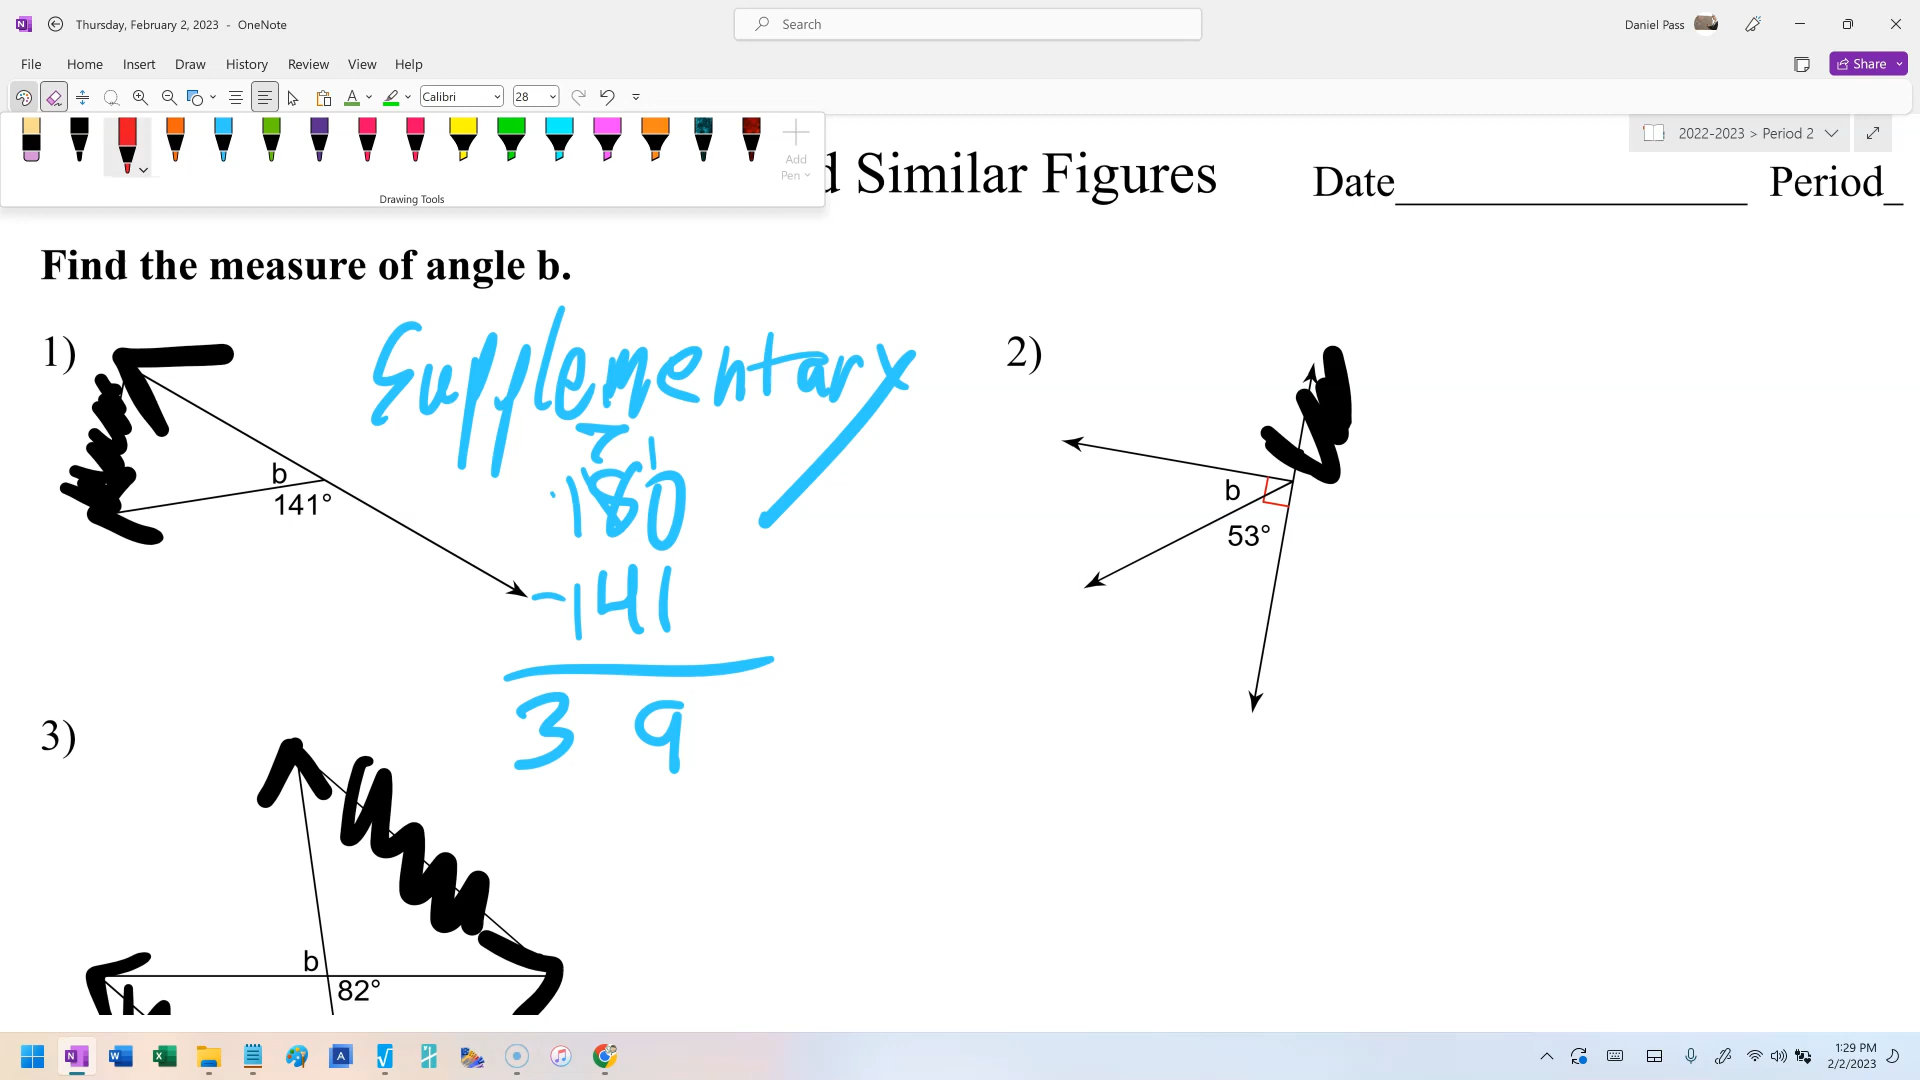 Thursday, February 2, 2023 - OneNote
Search
Daniel Pass
File Home Insert Draw History Review View Help
Share
Calibri
28
Add
Pen
Drawing Tools
2022-2023 > Period 2
d Similar Figures
Date Period
Find the measure of angle b.
1)
Supplementary
b
141°
7 1
180
-141
39
2)
b
53°
3)
b
82°
1:29 PM
2/2/2023